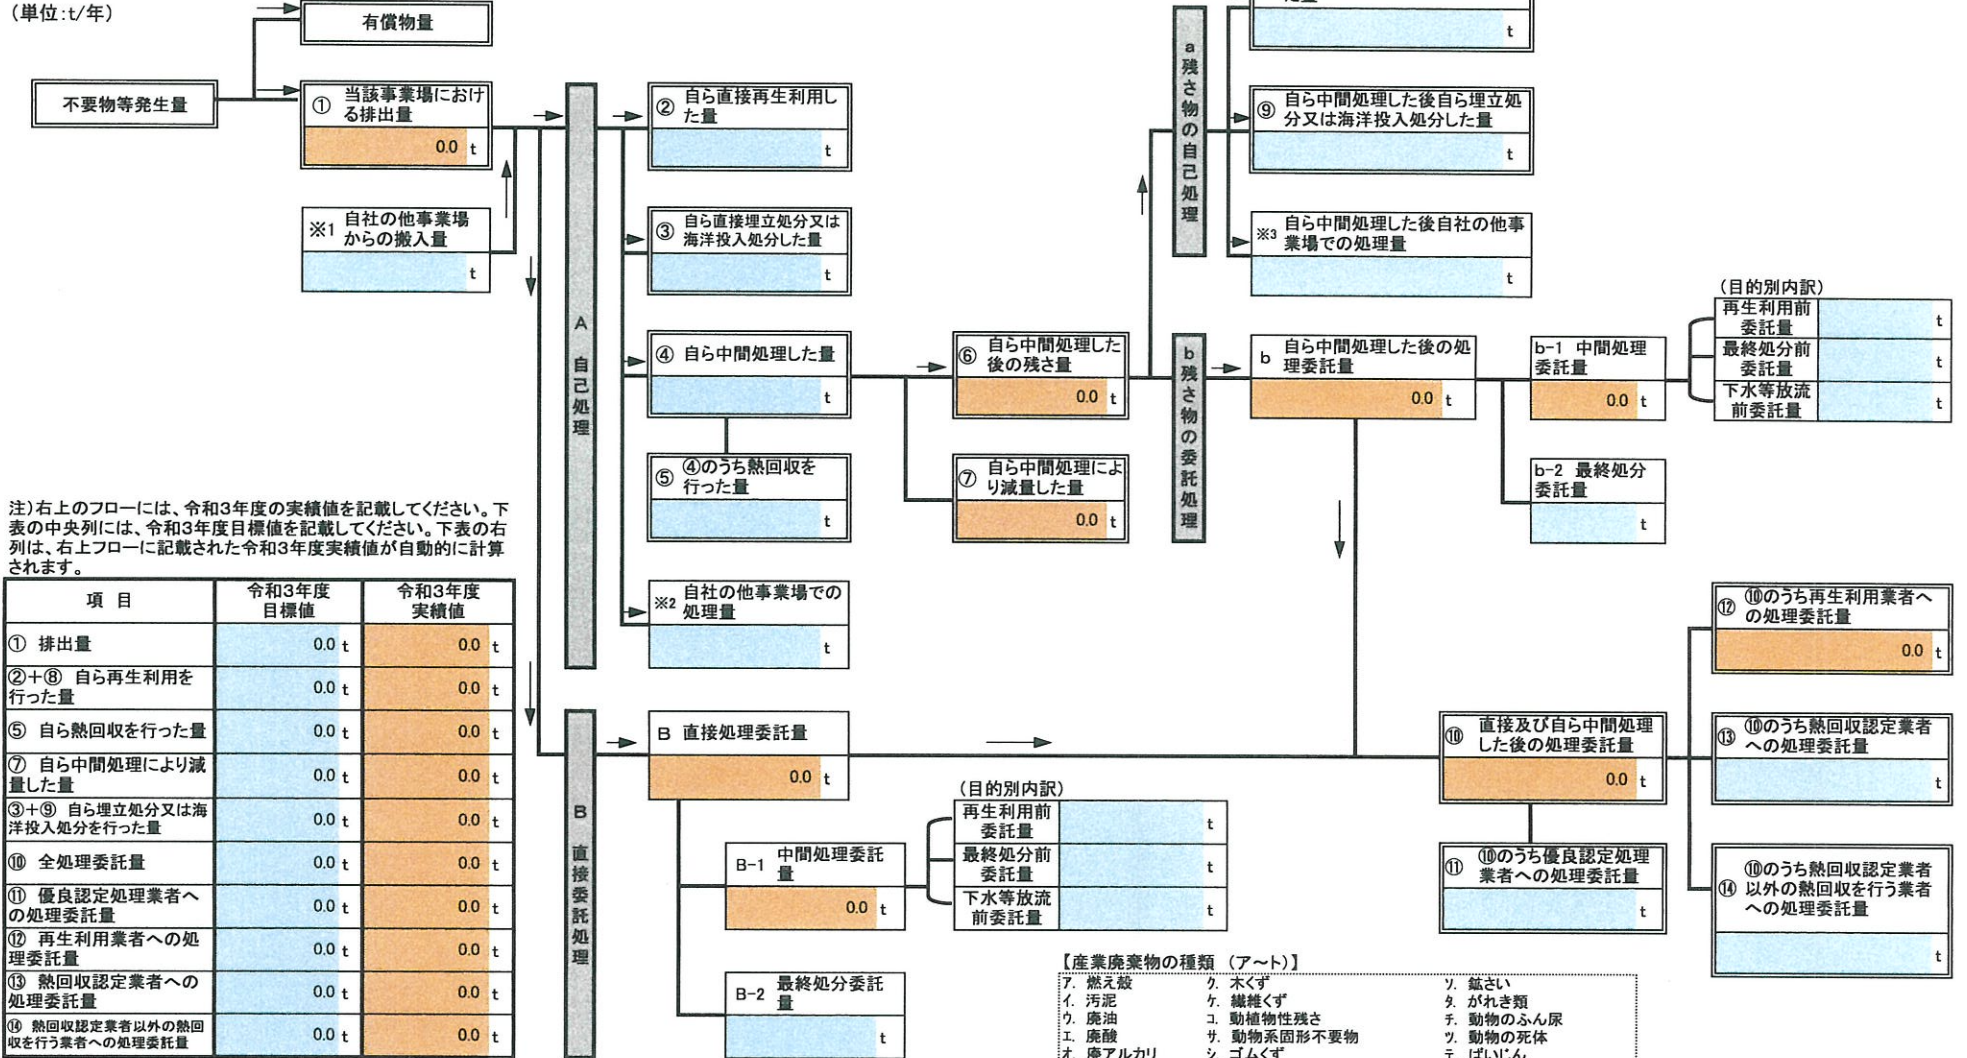 (単位:t/年)
有償物量
不要物等発生量
① 当該事業場におけ
る排出量
0.0 t
※1 自社の他事業場
からの搬入量
t
A 自己処理
② 自ら直接再生利用し
た量
t
③ 自ら直接埋立処分又は
海洋投入処分した量
t
④ 自ら中間処理した量
t
⑤ ④のうち熱回収を
行った量
t
※2 自社の他事業場での
処理量
t
⑥ 自ら中間処理した
後の残さ量
0.0 t
⑦ 自ら中間処理によ
り減量した量
0.0 t
a残さ物の自己処理
t
⑨ 自ら中間処理した後自ら埋立処
分又は海洋投入処分した量
t
※3 自ら中間処理した後自社の他事
業場での処理量
t
b残さ物の委託処理
b 自ら中間処理した後の処
理委託量
0.0 t
b-1 中間処理
委託量
0.0 t
(目的別内訳)
再生利用前
委託量 t
最終処分前
委託量 t
下水等放流
前委託量 t
b-2 最終処分
委託量
t
注)右上のフローには、令和3年度の実績値を記載してください。下
表の中央列には、令和3年度目標値を記載してください。下表の右
列は、右上フローに記載された令和3年度実績値が自動的に計算
されます。
項 目 令和3年度 目標値 令和3年度 実績値
① 排出量 0.0 t 0.0 t
②+⑧ 自ら再生利用を
行った量 0.0 t 0.0 t
⑤ 自ら熱回収を行った量 0.0 t 0.0 t
⑦ 自ら中間処理により減
量した量 0.0 t 0.0 t
③+⑨ 自ら埋立処分又は海
洋投入処分を行った量 0.0 t 0.0 t
⑩ 全処理委託量 0.0 t 0.0 t
⑪ 優良認定処理業者へ
の処理委託量 0.0 t 0.0 t
⑫ 再生利用業者への処
理委託量 0.0 t 0.0 t
⑬ 熱回収認定業者への
処理委託量 0.0 t 0.0 t
⑭ 熱回収認定業者以外の熱回
収を行う業者への処理委託量 0.0 t 0.0 t
B 直接委託処理
B 直接処理委託量
0.0 t
B-1 中間処理委託
量
0.0 t
(目的別内訳)
再生利用前
委託量 t
最終処分前
委託量 t
下水等放流
前委託量 t
B-2 最終処分委託
量
t
⑩ 直接及び自ら中間処理
した後の処理委託量
0.0 t
⑪ ⑩のうち優良認定処理
業者への処理委託量
t
⑫ ⑩のうち再生利用業者へ
の処理委託量
0.0 t
⑬ ⑩のうち熱回収認定業者
への処理委託量
t
⑭ ⑩のうち熱回収認定業者
以外の熱回収を行う業者
への処理委託量
t
【産業廃棄物の種類 (ア~ト)】
ア. 燃え殻 ク. 木くず ソ. 鉱さい
イ. 汚泥 ケ. 繊維くず タ. がれき類
ウ. 廃油 コ. 動植物性残さ チ. 動物のふん尿
エ. 廃酸 サ. 動物系固形不要物 ツ. 動物の死体
オ. 廃アルカリ シ. ゴムくず テ. ばいじん